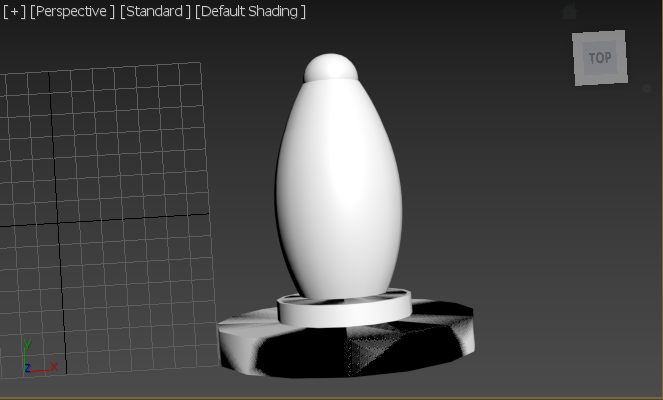 [+] [Perspective ] [Standard ] [Default Shading ]
TOP
y
z x